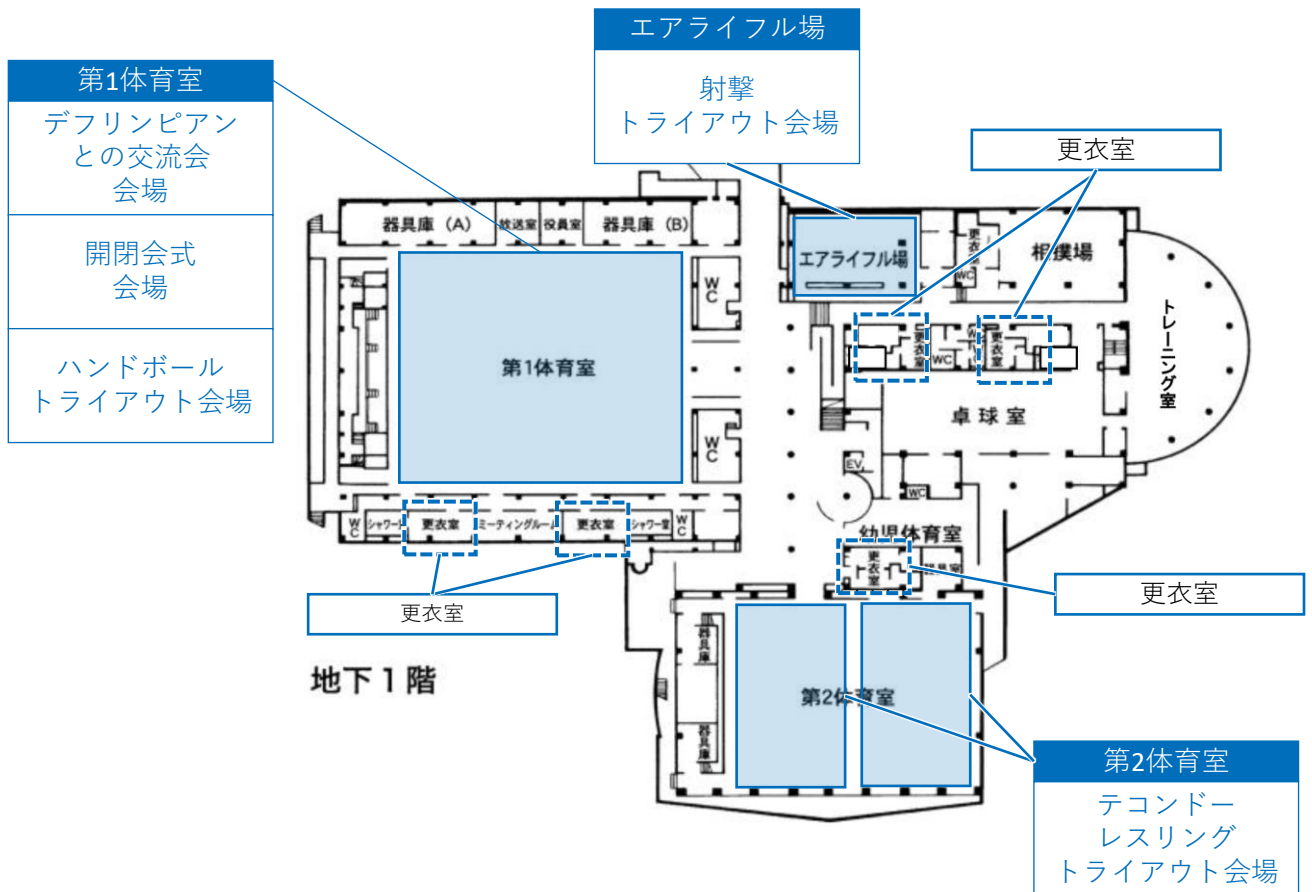 エアライフル場
射撃
トライアウト会場
第1体育室
デフリンピアン
との交流会
会場
開閉会式
会場
ハンドボール
トライアウト会場
更衣室
器具庫（A）
放送室
役員室
器具庫（B）
WC
エアライフル場
更衣室
WC
相撲場
トレーニング室
第1体育室
更衣室
WC
更衣室
卓球室
WC
EV
WC
WC
シャワー室
更衣室
ミーティングルーム
更衣室
シャワー室
WC
幼児体育室
更衣室
更衣室
更衣室
地下１階
器具庫
第2体育室
器具庫
第2体育室
テコンドー
レスリング
トライアウト会場